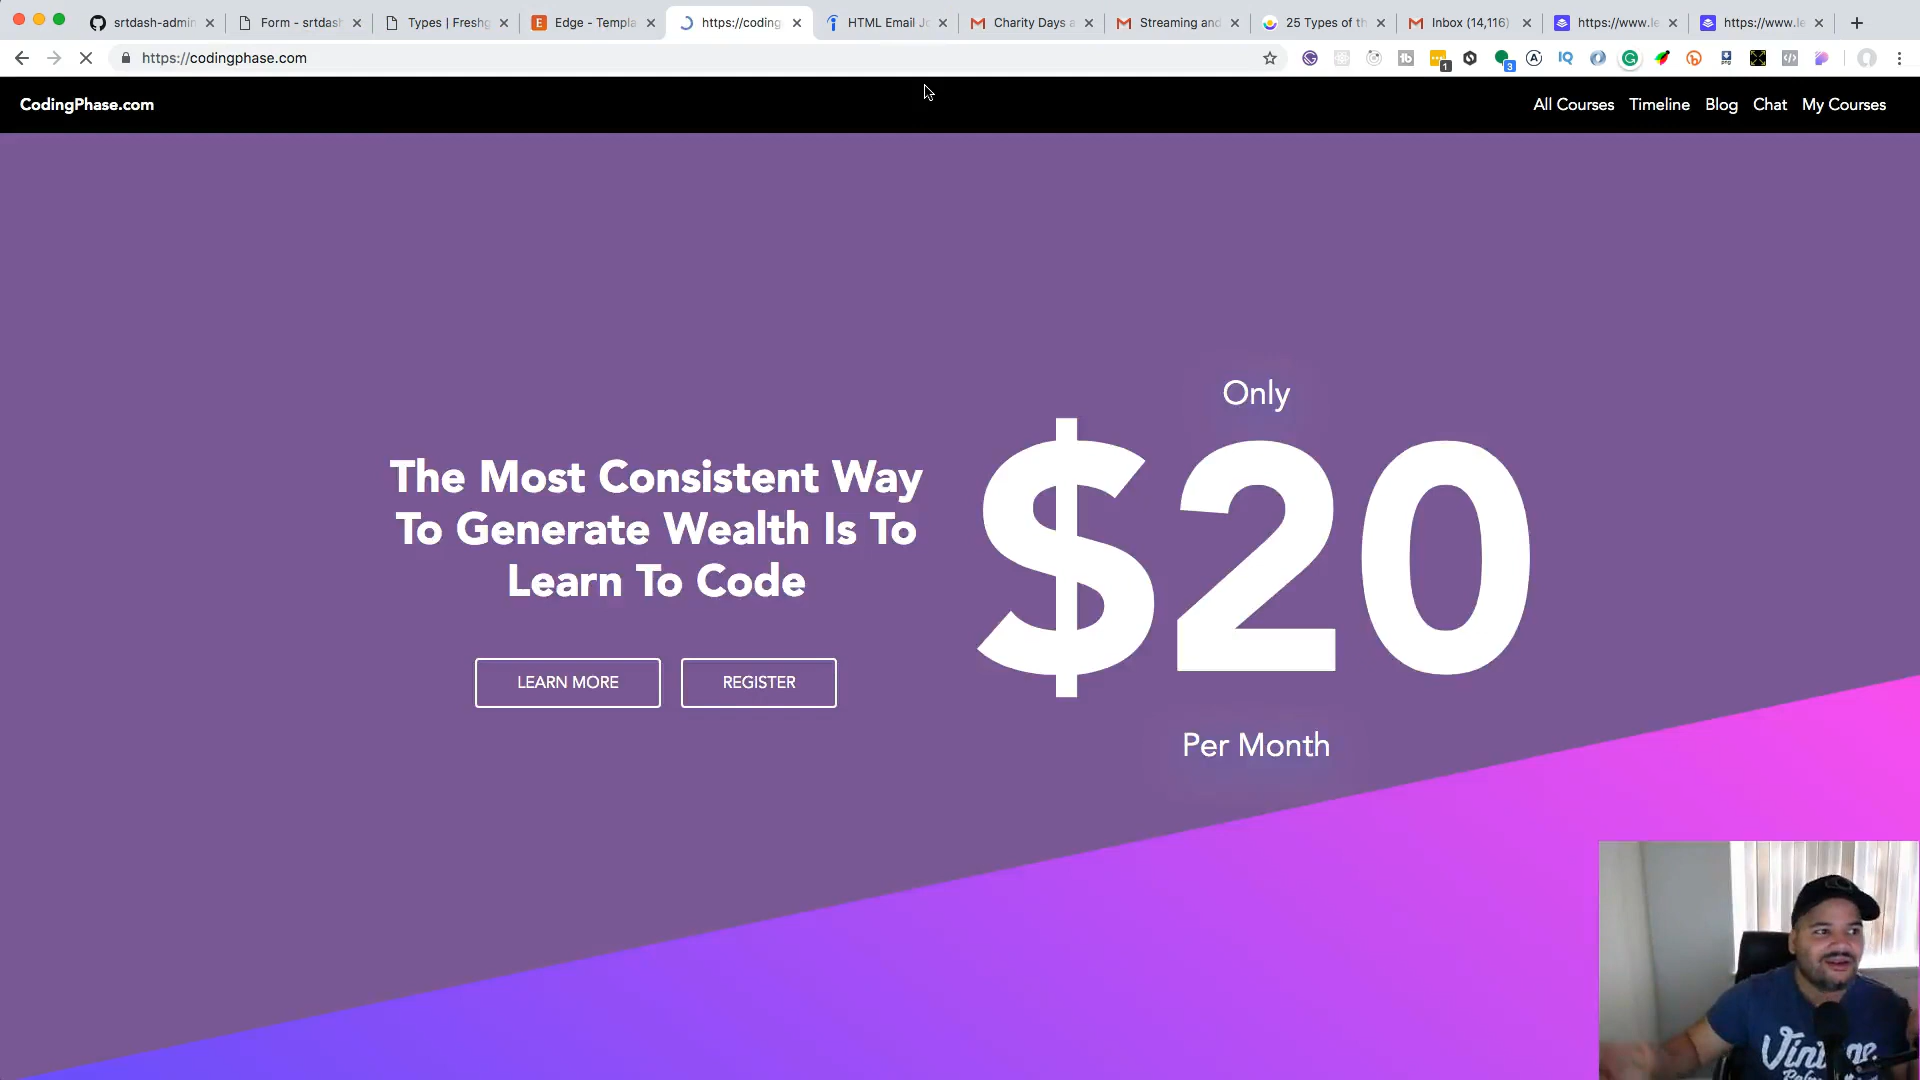 srtdash-admin
Form - srtdash
Types | Freshg
Edge - Templa
https://coding
HTML Email Jo
Charity Days a
Streaming and
25 Types of th
Inbox (14,116)
https://www.le
https://www.le
https://codingphase.com
1
3
CodingPhase.com
All Courses Timeline Blog Chat My Courses
The Most Consistent Way
To Generate Wealth Is To
Learn To Code
LEARN MORE
REGISTER
Only
$20
Per Month